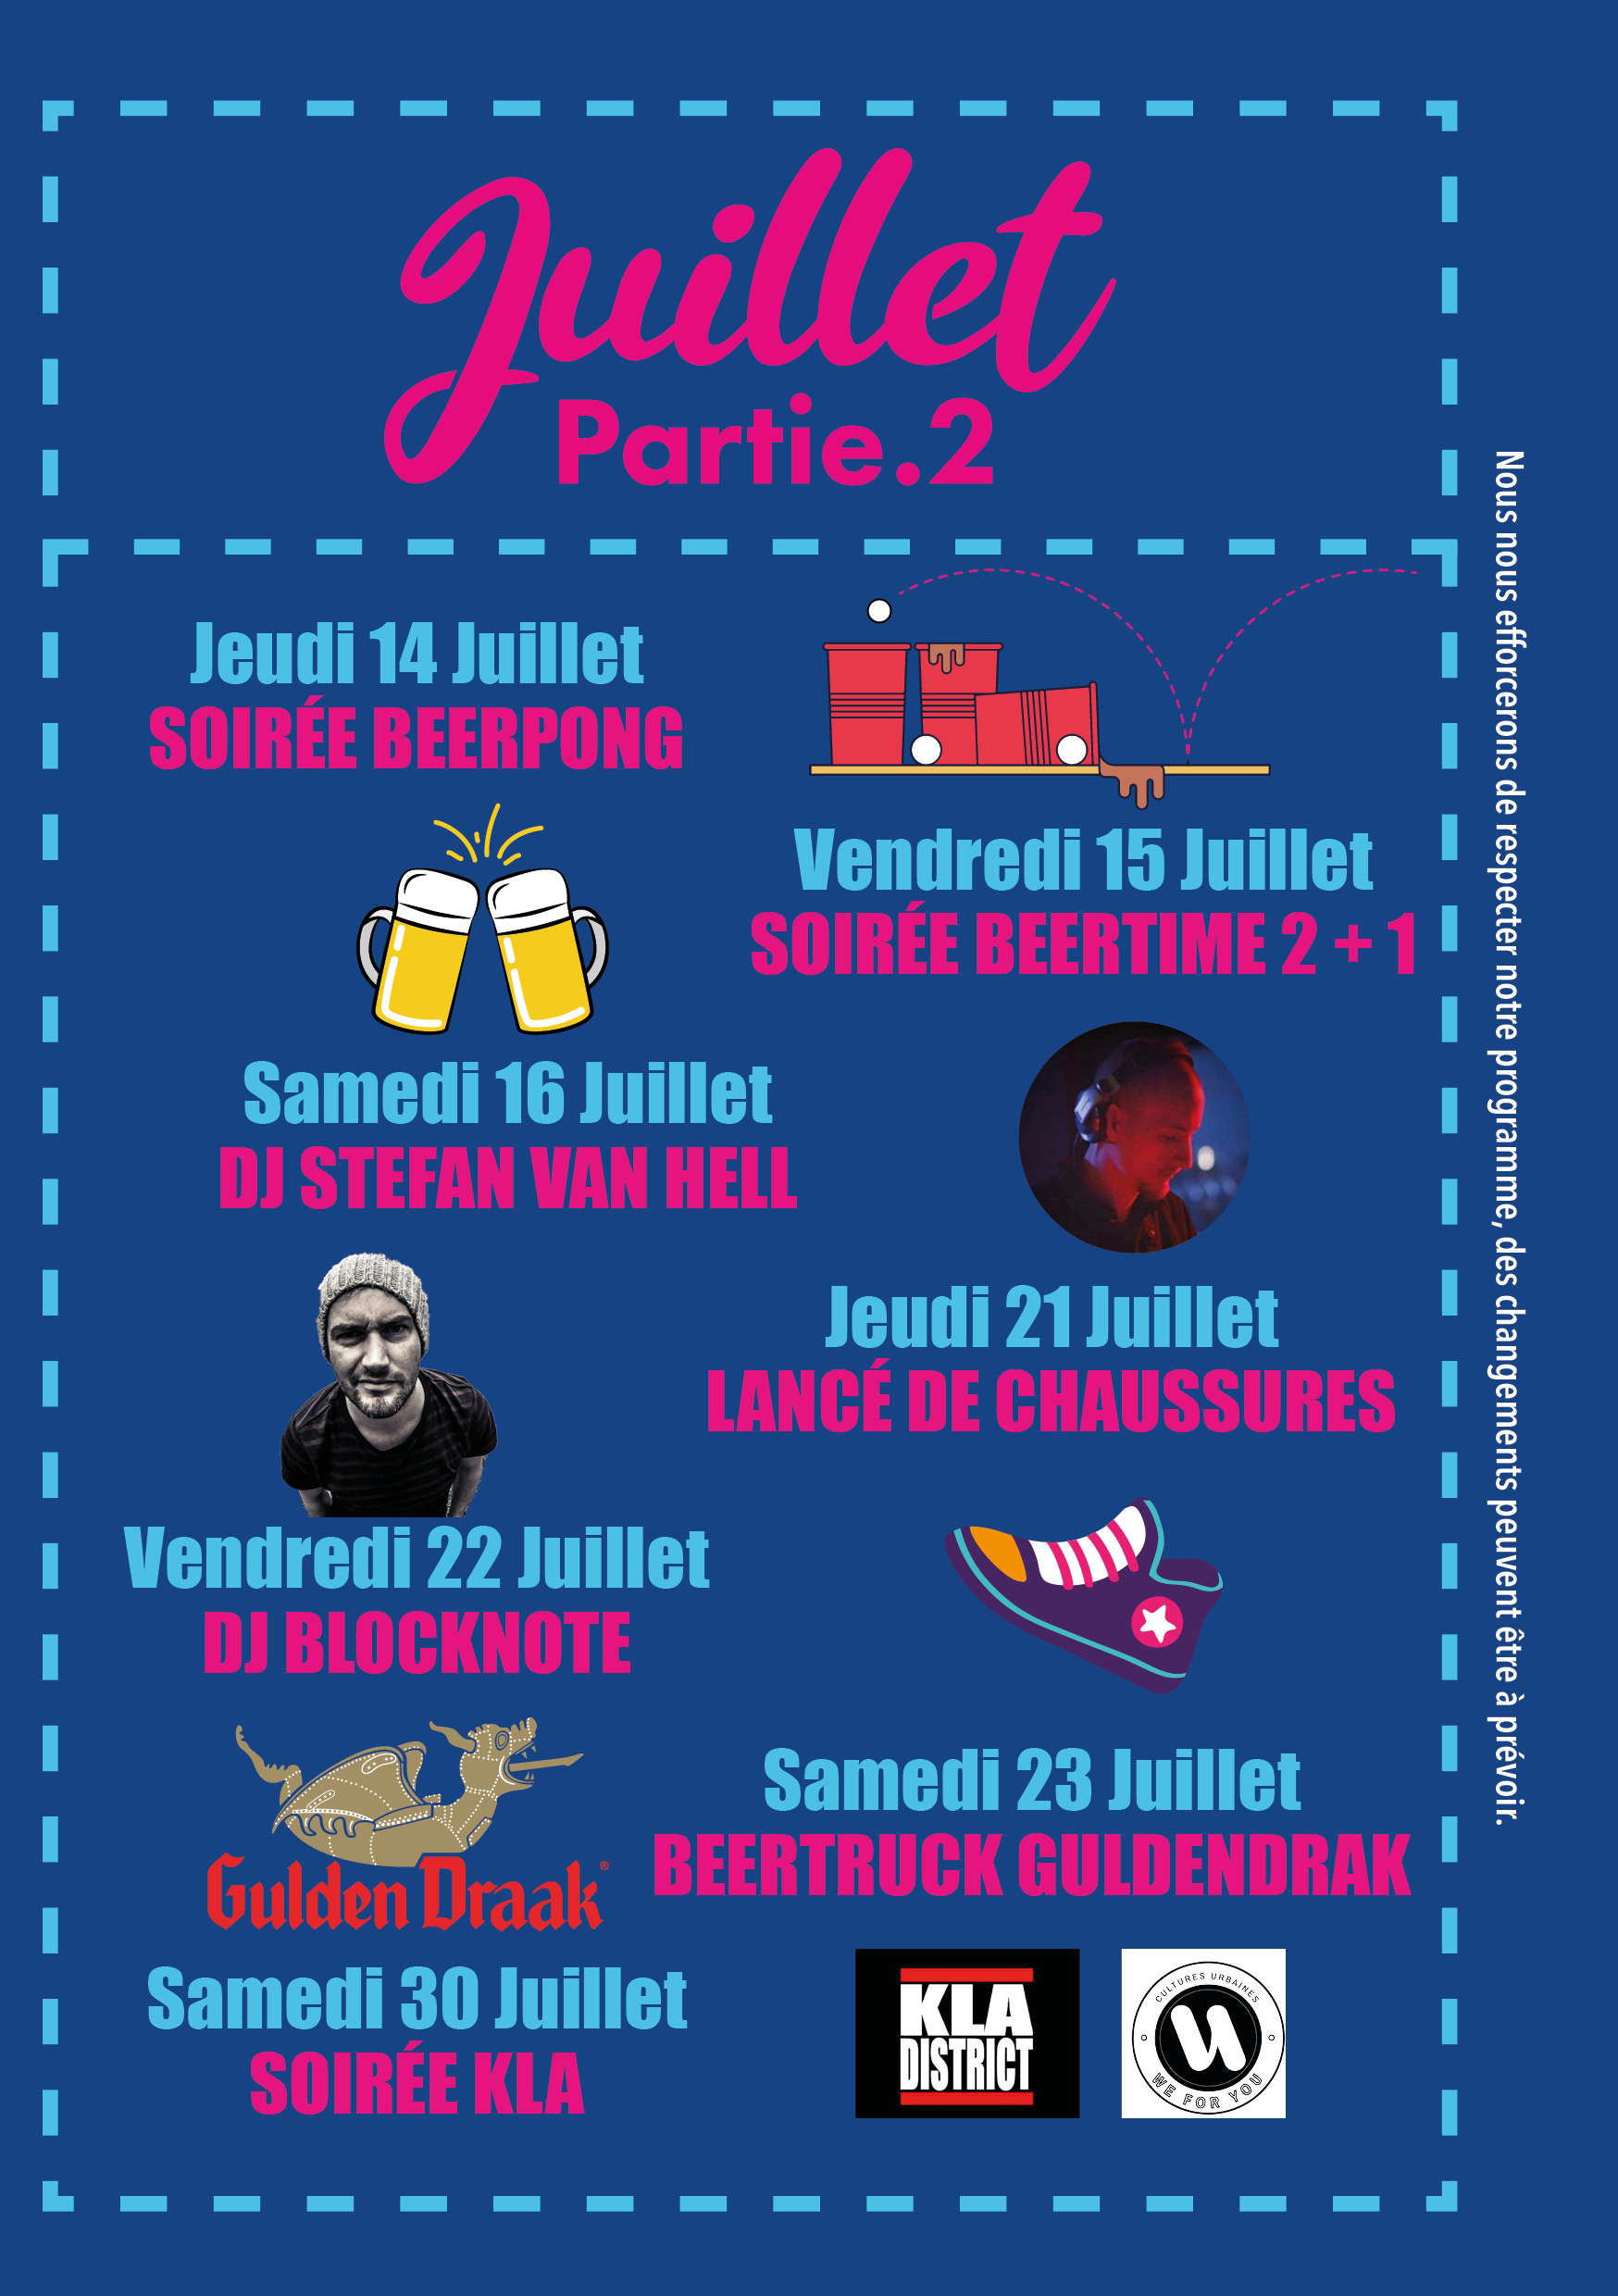 Juillet
Partie.2
Jeudi 14 Juillet
SOIRÉE BEERPONG
Vendredi 15 Juillet
SOIRÉE BEERTIME 2 + 1
Samedi 16 Juillet
DJ STEFAN VAN HELL
Jeudi 21 Juillet
LANCÉ DE CHAUSSURES
Vendredi 22 Juillet
DJ BLOCKNOTE
Gulden Draak®
Samedi 23 Juillet
BEERTRUCK GULDENDRAK
Samedi 30 Juillet
SOIRÉE KLA
KLA
DISTRICT
CULTURES URBAINES
U
WE FOR YOU
Nous nous efforcerons de respecter notre programme, des changements peuvent être à prévoir.